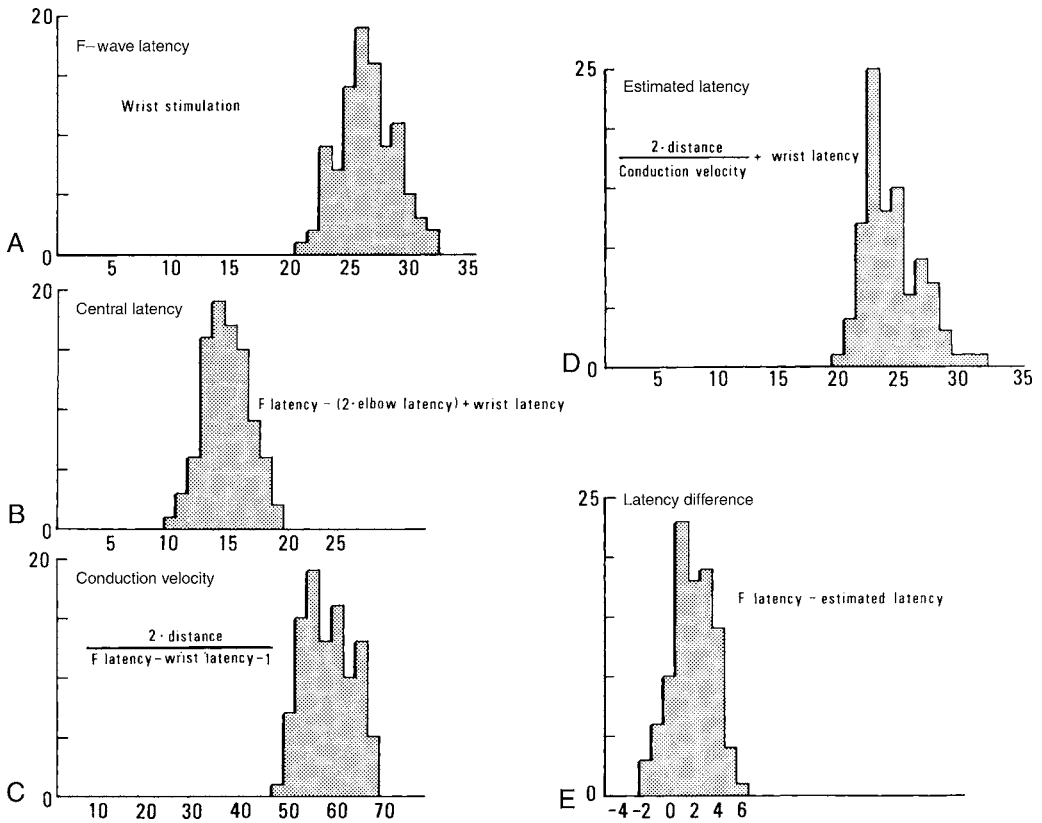 20
F–wave latency
Wrist stimulation
A
0
5 10 15 20 25 30 35
20
Central latency
F latency – (2·elbow latency) + wrist latency
B
0
5 10 15 20 25
20
Conduction velocity
2 · distance
F latency – wrist latency – 1
C
0
10 20 30 40 50 60 70
25
Estimated latency
2·distance
Conduction velocity
+ wrist latency
D
0
5 10 15 20 25 30 35
25
Latency difference
F latency – estimated latency
E
0
-4 -2 0 2 4 6